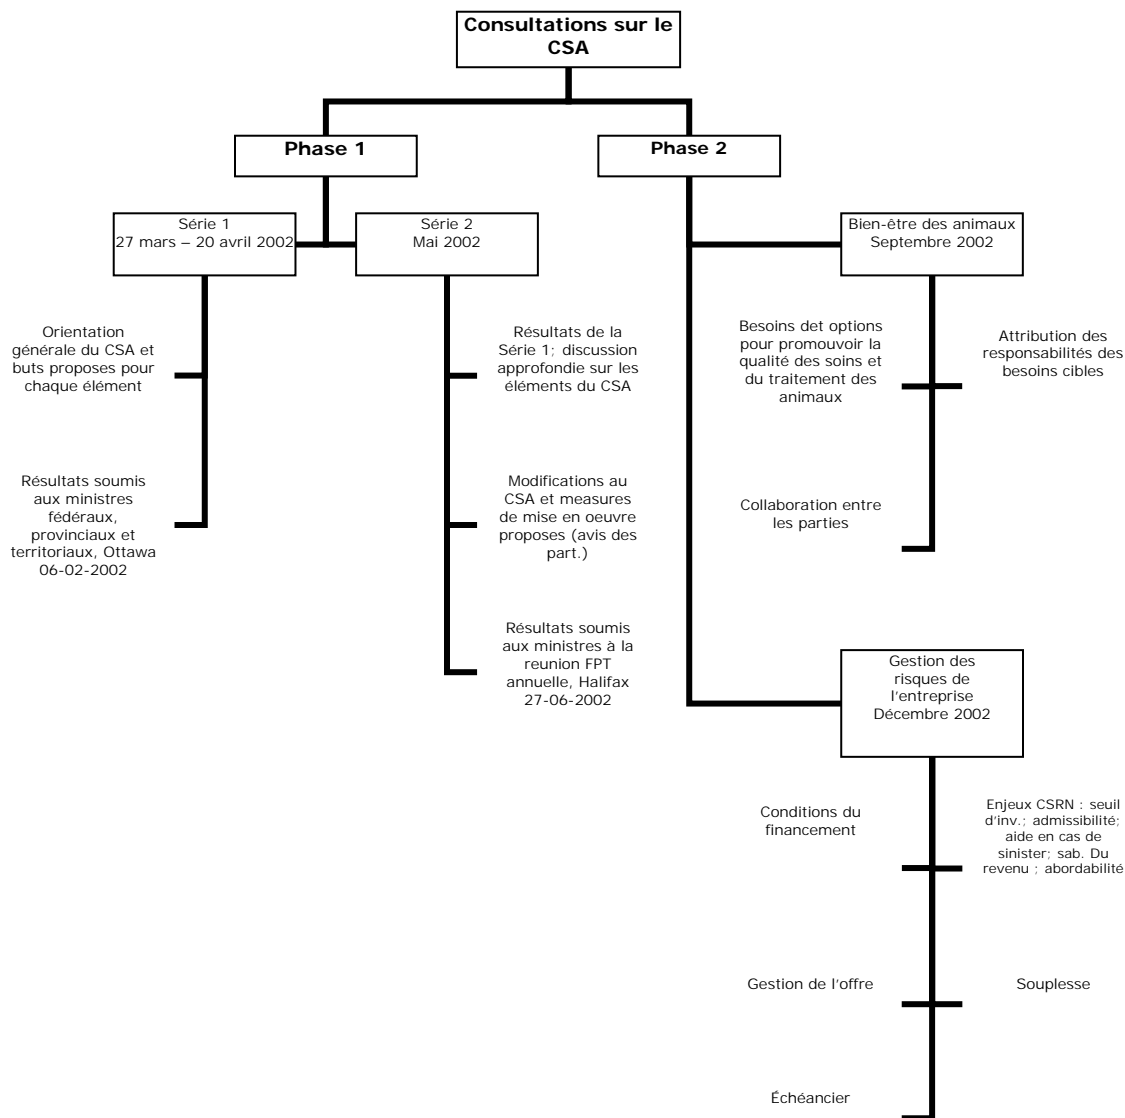 Consultations sur le
CSA
Phase 1
Phase 2
Série 1
27 mars – 20 avril 2002
Série 2
Mai 2002
Bien-être des animaux
Septembre 2002
Orientation
générale du CSA et
buts proposes pour
chaque élément
Résultats de la
Série 1; discussion
approfondie sur les
éléments du CSA
Besoins det options
pour promouvoir la
qualité des soins et
du traitement des
animaux
Attribution des
responsabilités des
besoins cibles
Résultats soumis
aux ministres
fédéraux,
provinciaux et
territoriaux, Ottawa
06-02-2002
Modifications au
CSA et measures
de mise en oeuvre
proposes (avis des
part.)
Collaboration entre
les parties
Résultats soumis
aux ministres à la
reunion FPT
annuelle, Halifax
27-06-2002
Gestion des
risques de
l'entreprise
Décembre 2002
Conditions du
financement
Enjeux CSRN : seuil
d'inv.; admissibilité;
aide en cas de
sinister; sab. Du
revenu ; abordabilité
Gestion de l'offre
Souplesse
Échéancier